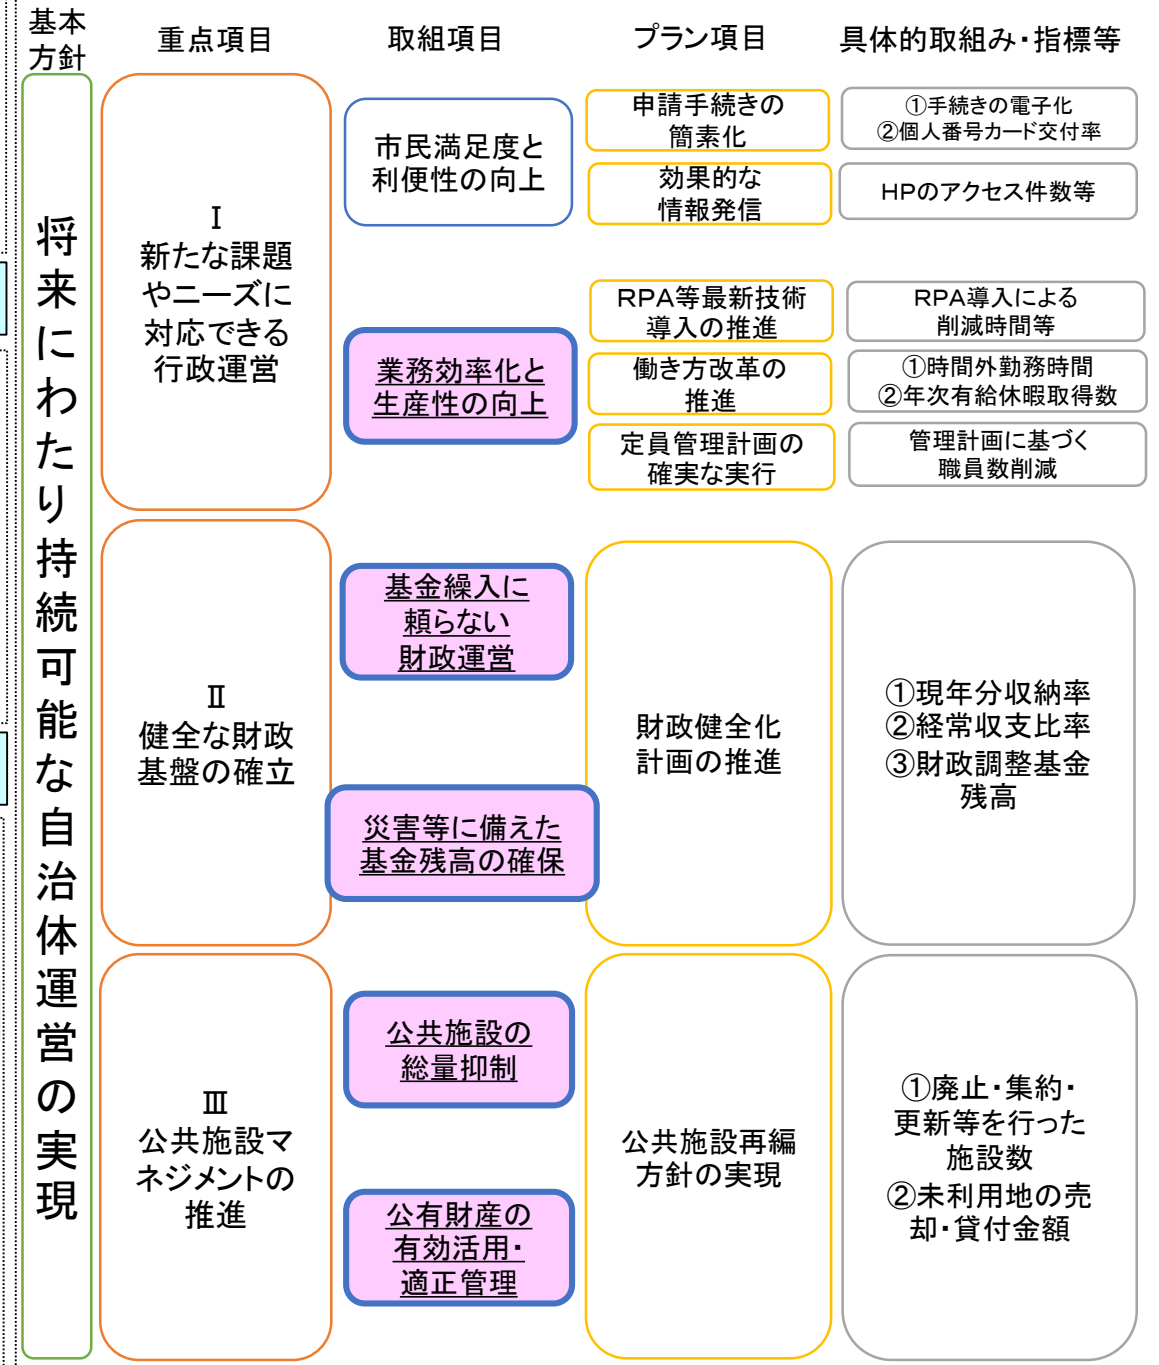 基本
方針
重点項目
取組項目
プラン項目
具体的取組み・指標等
将来にわたり持続可能な自治体運営の実現
Ⅰ
新たな課題
やニーズに
対応できる
行政運営
市民満足度と
利便性の向上
申請手続きの
簡素化
①手続きの電子化
②個人番号カード交付率
効果的な
情報発信
HPのアクセス件数等
業務効率化と
生産性の向上
RPA等最新技術
導入の推進
RPA導入による
削減時間等
働き方改革の
推進
①時間外勤務時間
②年次有給休暇取得数
定員管理計画の
確実な実行
管理計画に基づく
職員数削減
Ⅱ
健全な財政
基盤の確立
基金繰入に
頼らない
財政運営
災害等に備えた
基金残高の確保
財政健全化
計画の推進
①現年分収納率
②経常収支比率
③財政調整基金
残高
Ⅲ
公共施設マ
ネジメントの
推進
公共施設の
総量抑制
公有財産の
有効活用・
適正管理
公共施設再編
方針の実現
①廃止・集約・
更新等を行った
施設数
②未利用地の売
却・貸付金額